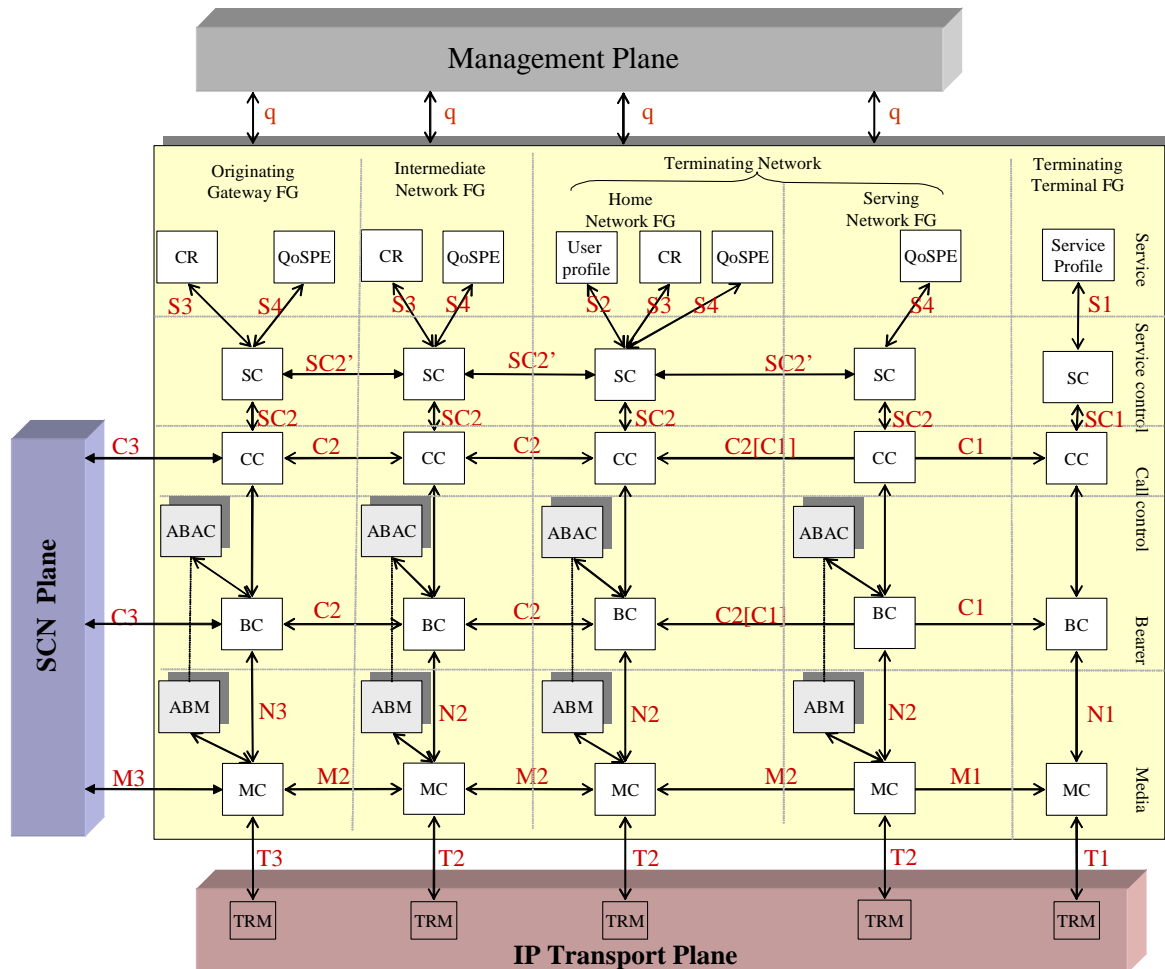 Management Plane
q q q q
Originating
Gateway FG
Intermediate
Network FG
Terminating Network
Home
Network FG
Serving
Network FG
Terminating
Terminal FG
CR QoSPE CR QoSPE User
profile CR QoSPE QoSPE Service
Profile
Service
S3 S4 S3 S4 S2 S3 S4 S4 S1
SC SC2’ SC SC2’ SC SC2’ SC SC
Service control
SC2 SC2 SC2 SC2 SC1
C3 CC C2 CC C2 CC C2[C1] CC C1 CC
Call control
ABAC ABAC ABAC ABAC
C3 BC C2 BC C2 BC C2[C1] BC C1 BC
Bearer
ABM N3 ABM N2 ABM N2 ABM N2 N1
M3 MC M2 MC M2 MC M2 MC M1 MC
Media
SCN Plane
T3 T2 T2 T2 T1
TRM TRM TRM TRM TRM
IP Transport Plane